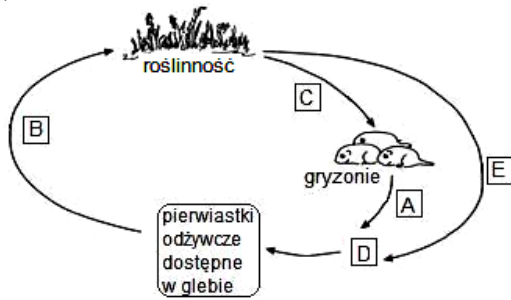 roślinność
C
B
gryzonie
E
A
pierwiastki
odżywcze
dostępne
w glebie
D